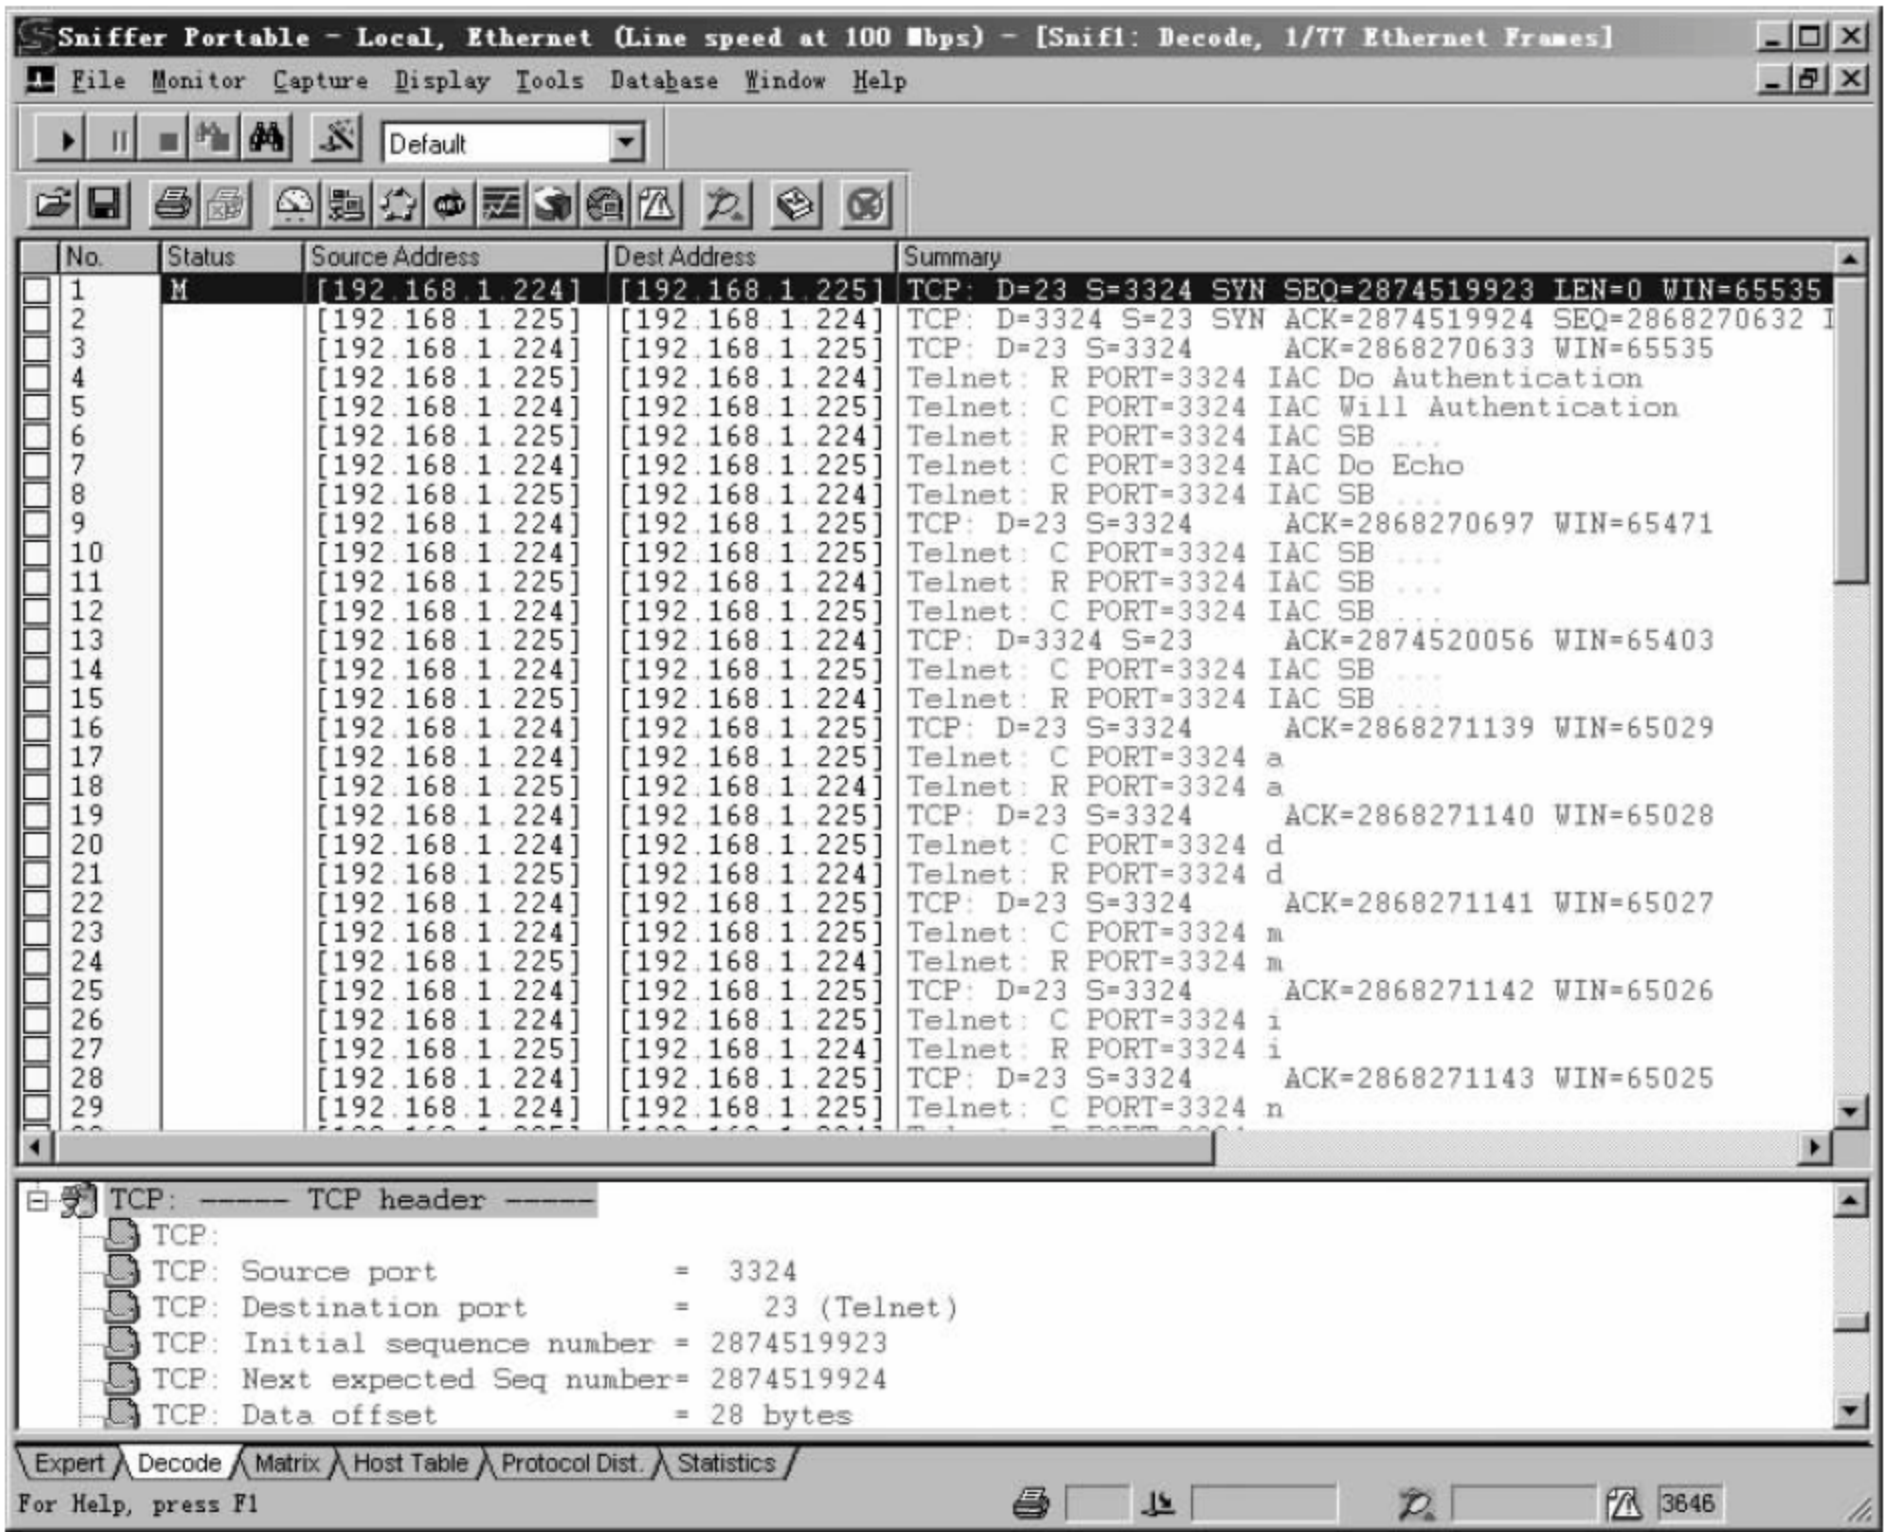 Sniffer Portable - Local, Ethernet (Line speed at 100 Mbps) - [Snif1: Decode, 1/77 Ethernet Frames]
File Monitor Capture Display Tools Database Window Help
Default
No. Status Source Address Dest Address Summary
1 M [192.168.1.224] [192.168.1.225] TCP: D=23 S=3324 SYN SEQ=2874519923 LEN=0 WIN=65535
2 [192.168.1.225] [192.168.1.224] TCP: D=3324 S=23 SYN ACK=2874519924 SEQ=2868270632
3 [192.168.1.224] [192.168.1.225] TCP: D=23 S=3324 ACK=2868270633 WIN=65535
4 [192.168.1.225] [192.168.1.224] Telnet: R PORT=3324 IAC Do Authentication
5 [192.168.1.224] [192.168.1.225] Telnet: C PORT=3324 IAC Will Authentication
6 [192.168.1.225] [192.168.1.224] Telnet: R PORT=3324 IAC SB ...
7 [192.168.1.224] [192.168.1.225] Telnet: C PORT=3324 IAC Do Echo
8 [192.168.1.225] [192.168.1.224] Telnet: R PORT=3324 IAC SB ...
9 [192.168.1.224] [192.168.1.225] TCP: D=23 S=3324 ACK=2868270697 WIN=65471
10 [192.168.1.224] [192.168.1.225] Telnet: C PORT=3324 IAC SB ...
11 [192.168.1.225] [192.168.1.224] Telnet: R PORT=3324 IAC SB ...
12 [192.168.1.224] [192.168.1.225] Telnet: C PORT=3324 IAC SB ...
13 [192.168.1.225] [192.168.1.224] TCP: D=3324 S=23 ACK=2874520056 WIN=65403
14 [192.168.1.224] [192.168.1.225] Telnet: C PORT=3324 IAC SB ...
15 [192.168.1.225] [192.168.1.224] Telnet: R PORT=3324 IAC SB ...
16 [192.168.1.224] [192.168.1.225] TCP: D=23 S=3324 ACK=2868271139 WIN=65029
17 [192.168.1.224] [192.168.1.225] Telnet: C PORT=3324 a
18 [192.168.1.225] [192.168.1.224] Telnet: R PORT=3324 a
19 [192.168.1.224] [192.168.1.225] TCP: D=23 S=3324 ACK=2868271140 WIN=65028
20 [192.168.1.224] [192.168.1.225] Telnet: C PORT=3324 d
21 [192.168.1.225] [192.168.1.224] Telnet: R PORT=3324 d
22 [192.168.1.224] [192.168.1.225] TCP: D=23 S=3324 ACK=2868271141 WIN=65027
23 [192.168.1.224] [192.168.1.225] Telnet: C PORT=3324 m
24 [192.168.1.225] [192.168.1.224] Telnet: R PORT=3324 m
25 [192.168.1.224] [192.168.1.225] TCP: D=23 S=3324 ACK=2868271142 WIN=65026
26 [192.168.1.224] [192.168.1.225] Telnet: C PORT=3324 i
27 [192.168.1.225] [192.168.1.224] Telnet: R PORT=3324 i
28 [192.168.1.224] [192.168.1.225] TCP: D=23 S=3324 ACK=2868271143 WIN=65025
29 [192.168.1.224] [192.168.1.225] Telnet: C PORT=3324 n
TCP: ----- TCP header -----
TCP:
TCP: Source port = 3324
TCP: Destination port = 23 (Telnet)
TCP: Initial sequence number = 2874519923
TCP: Next expected Seq number= 2874519924
TCP: Data offset = 28 bytes
Expert Decode Matrix Host Table Protocol Dist. Statistics
For Help, press F1 3646